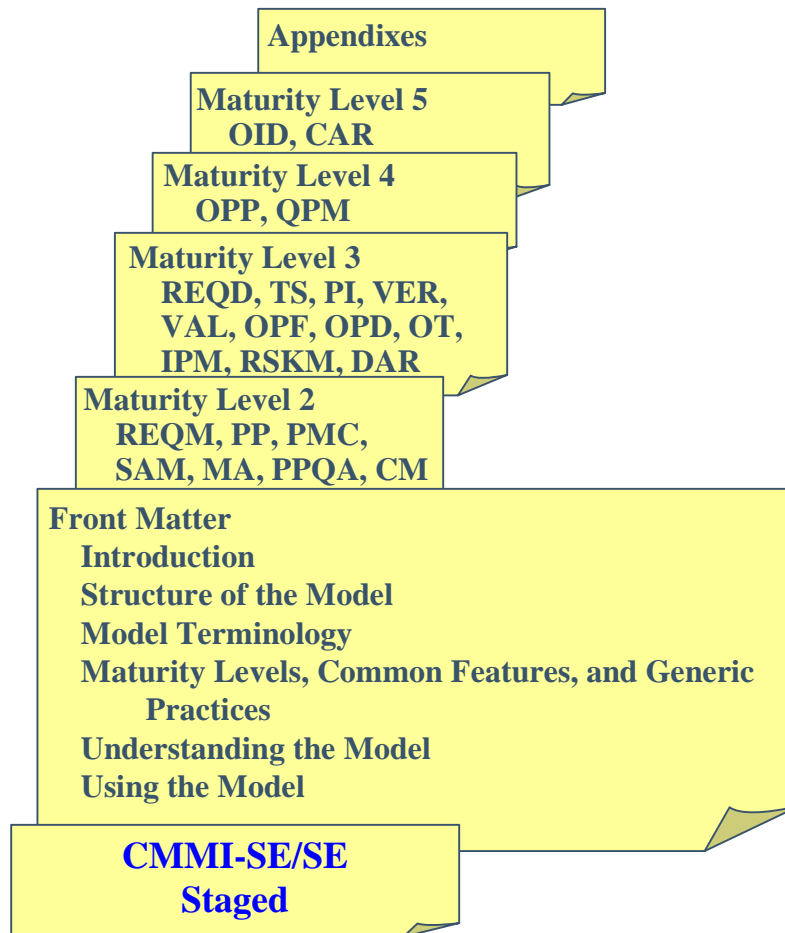 Appendixes
Maturity Level 5
OID, CAR
Maturity Level 4
OPP, QPM
Maturity Level 3
REQD, TS, PI, VER,
VAL, OPF, OPD, OT,
IPM, RSKM, DAR
Maturity Level 2
REQM, PP, PMC,
SAM, MA, PPQA, CM
Front Matter
Introduction
Structure of the Model
Model Terminology
Maturity Levels, Common Features, and Generic
Practices
Understanding the Model
Using the Model
CMMI-SE/SE
Staged